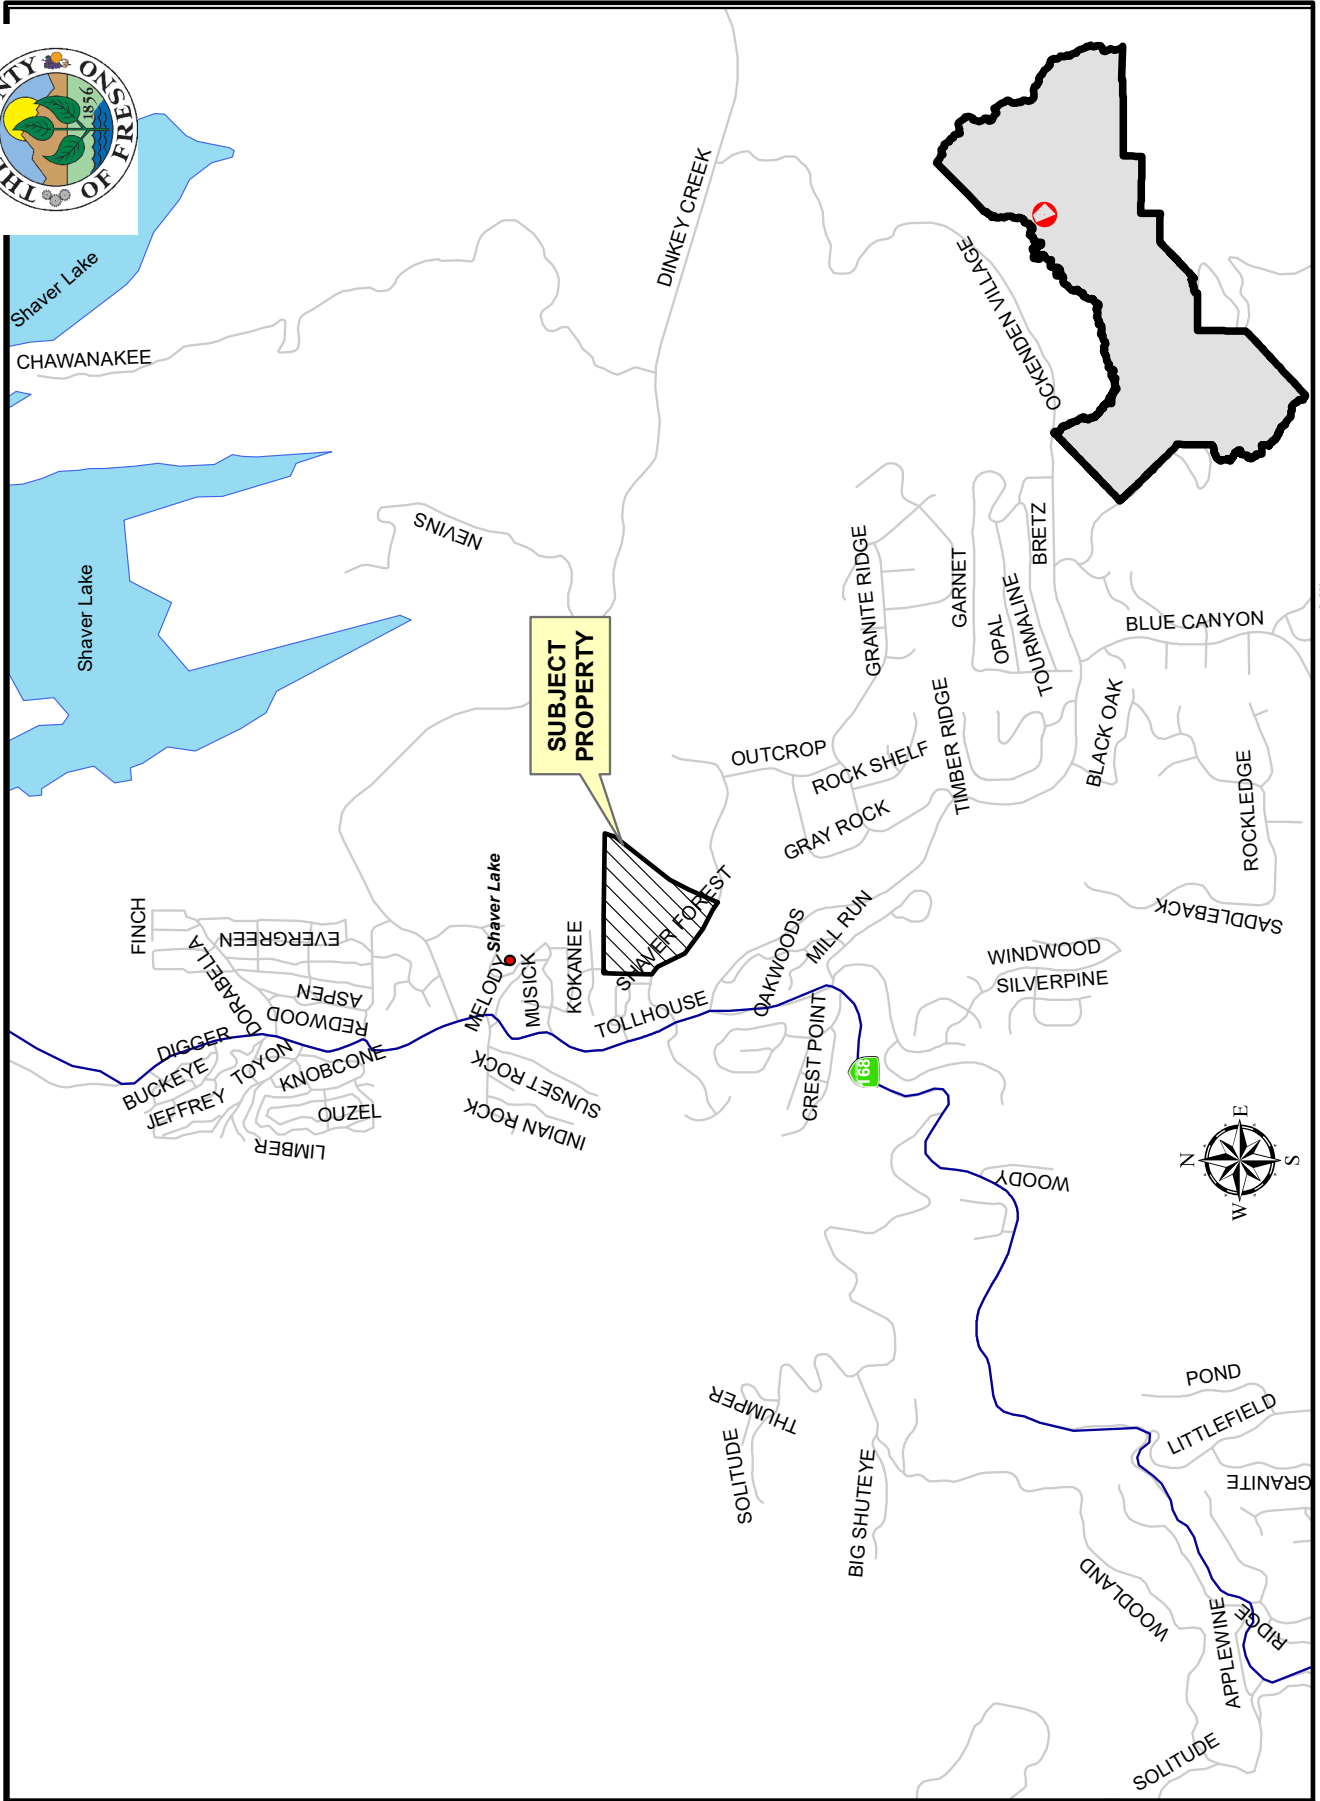 THE
NTY
OF FRESNO
1856
Shaver Lake
CHAWANAKEE
DINKEY CREEK
OCKENDEN VILLAGE
Shaver Lake
NEVINS
SUBJECT
PROPERTY
GRANITE RIDGE
GARNET
OPAL
TOURMALINE
BRETZ
BLUE CANYON
OUTCROP
ROCK SHELF
TIMBER RIDGE
GRAY ROCK
BLACK OAK
ROCKLEDGE
SADDLEBACK
FINCH
EVERGREEN
DORABELLA
ASPEN
REDWOOD
DIGGER
BUCKEYE
TOYON
JEFFREY
KNOBCONE
OUZEL
LIMBER
Shaver Lake
MELODY
MUSICK
KOKANEE
SHAVER FOREST
TOLLHOUSE
SUNSET ROCK
INDIAN ROCK
OAKWOODS
MILL RUN
CREST POINT
168
WINDWOOD
SILVERPINE
WOODY
N
E
S
W
THUMPER
SOLITUDE
BIG SHUTEYE
POND
LITTLEFIELD
GRANITE
WOODLAND
APPLEWINE
RIDGE
SOLITUDE